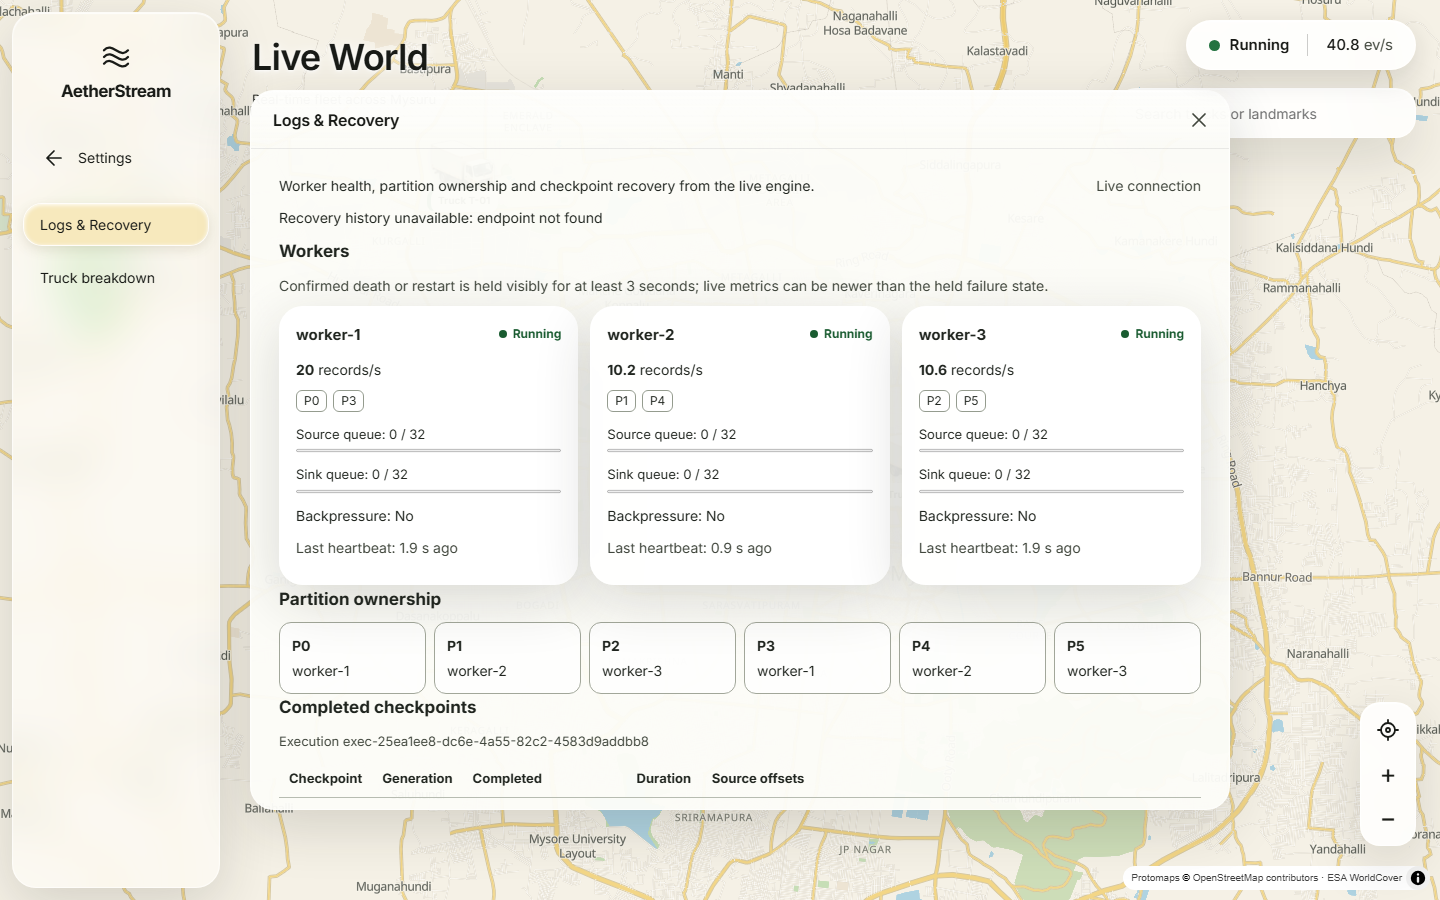 AetherStream
Settings
Logs & Recovery
Truck breakdown
Live World
Running
40.8 ev/s
or landmarks
Logs & Recovery
Worker health, partition ownership and checkpoint recovery from the live engine.
Live connection
Recovery history unavailable: endpoint not found
Workers
Confirmed death or restart is held visibly for at least 3 seconds; live metrics can be newer than the held failure state.
worker-1
Running
20 records/s
P0 P3
Source queue: 0 / 32
Sink queue: 0 / 32
Backpressure: No
Last heartbeat: 1.9 s ago
worker-2
Running
10.2 records/s
P1 P4
Source queue: 0 / 32
Sink queue: 0 / 32
Backpressure: No
Last heartbeat: 0.9 s ago
worker-3
Running
10.6 records/s
P2 P5
Source queue: 0 / 32
Sink queue: 0 / 32
Backpressure: No
Last heartbeat: 1.9 s ago
Partition ownership
P0
worker-1
P1
worker-2
P2
worker-3
P3
worker-1
P4
worker-2
P5
worker-3
Completed checkpoints
Execution exec-25ea1ee8-dc6e-4a55-82c2-4583d9addbb8
Checkpoint Generation Completed Duration Source offsets
Naganahalli
Hosa Badavane
Kalastavadi
Manti
Shyadanahalli
Naguvanahalli
Kalisiddana Hundi
Rammanahalli
Hanchya
Road
Bannur Road
Naranahalli
Yandahalli
SRIRAMAPURA
Mysore University
Layout
JP NAGAR
Muganahundi
Protomaps © OpenStreetMap contributors · ESA WorldCover